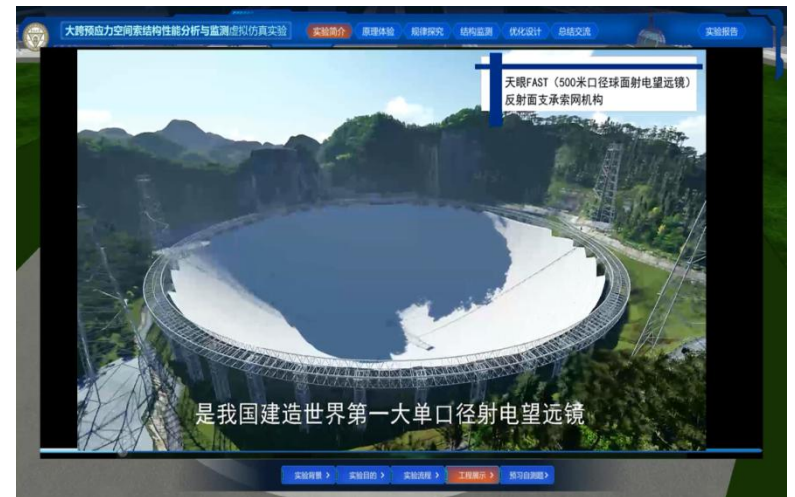 大跨预应力空间索结构性能分析与监测虚拟仿真实验
实验简介
原理体验
规律探究
结构监测
优化设计
总结交流
实验报告
天眼FAST（500米口径球面射电望远镜）
反射面支承索网机构
是我国建造世界第一大单口径射电望远镜
实验背景 >
实验目的 >
实验流程 >
工程展示 >
预习自测题>